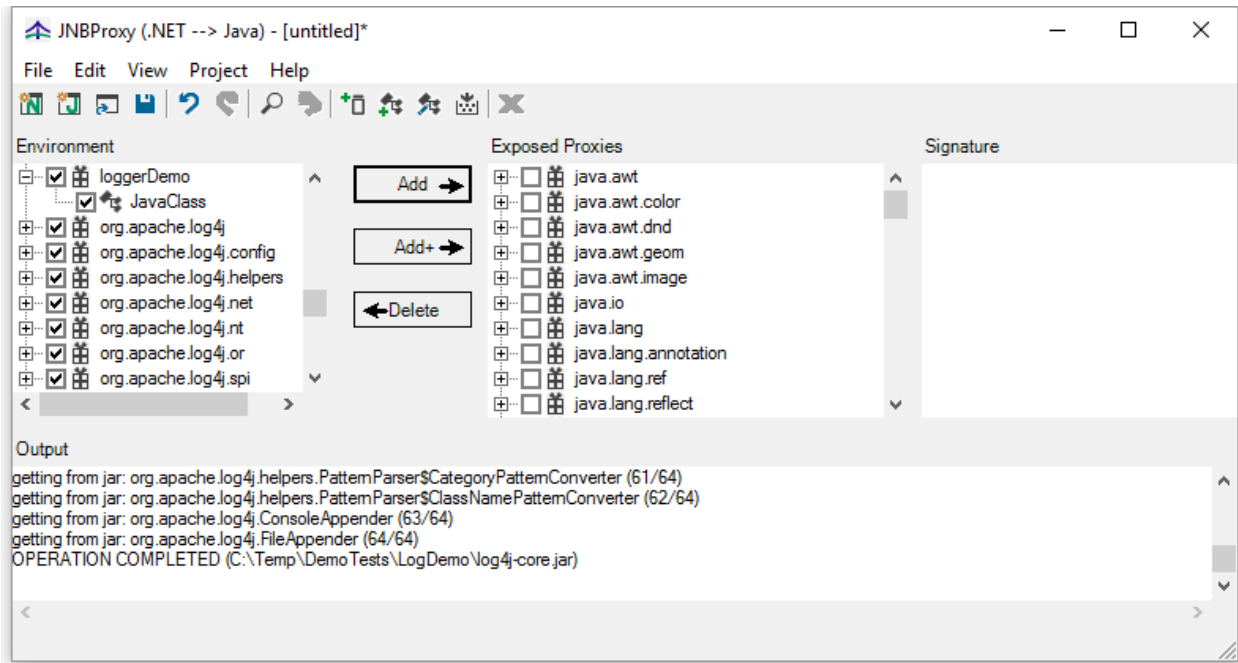 JNBProxy (.NET --> Java) - [untitled]*
File Edit View Project Help
Environment
Exposed Proxies
Signature
loggerDemo
JavaClass
org.apache.log4j
org.apache.log4j.config
org.apache.log4j.helpers
org.apache.log4j.net
org.apache.log4j.nt
org.apache.log4j.or
org.apache.log4j.spi
Add
Add+
Delete
java.awt
java.awt.color
java.awt.dnd
java.awt.geom
java.awt.image
java.io
java.lang
java.lang.annotation
java.lang.ref
java.lang.reflect
Output
getting from jar: org.apache.log4j.helpers.PatternParser$CategoryPatternConverter (61/64)
getting from jar: org.apache.log4j.helpers.PatternParser$ClassNamePatternConverter (62/64)
getting from jar: org.apache.log4j.ConsoleAppender (63/64)
getting from jar: org.apache.log4j.FileAppender (64/64)
OPERATION COMPLETED (C:\Temp\DemoTests\LogDemo\log4j-core.jar)